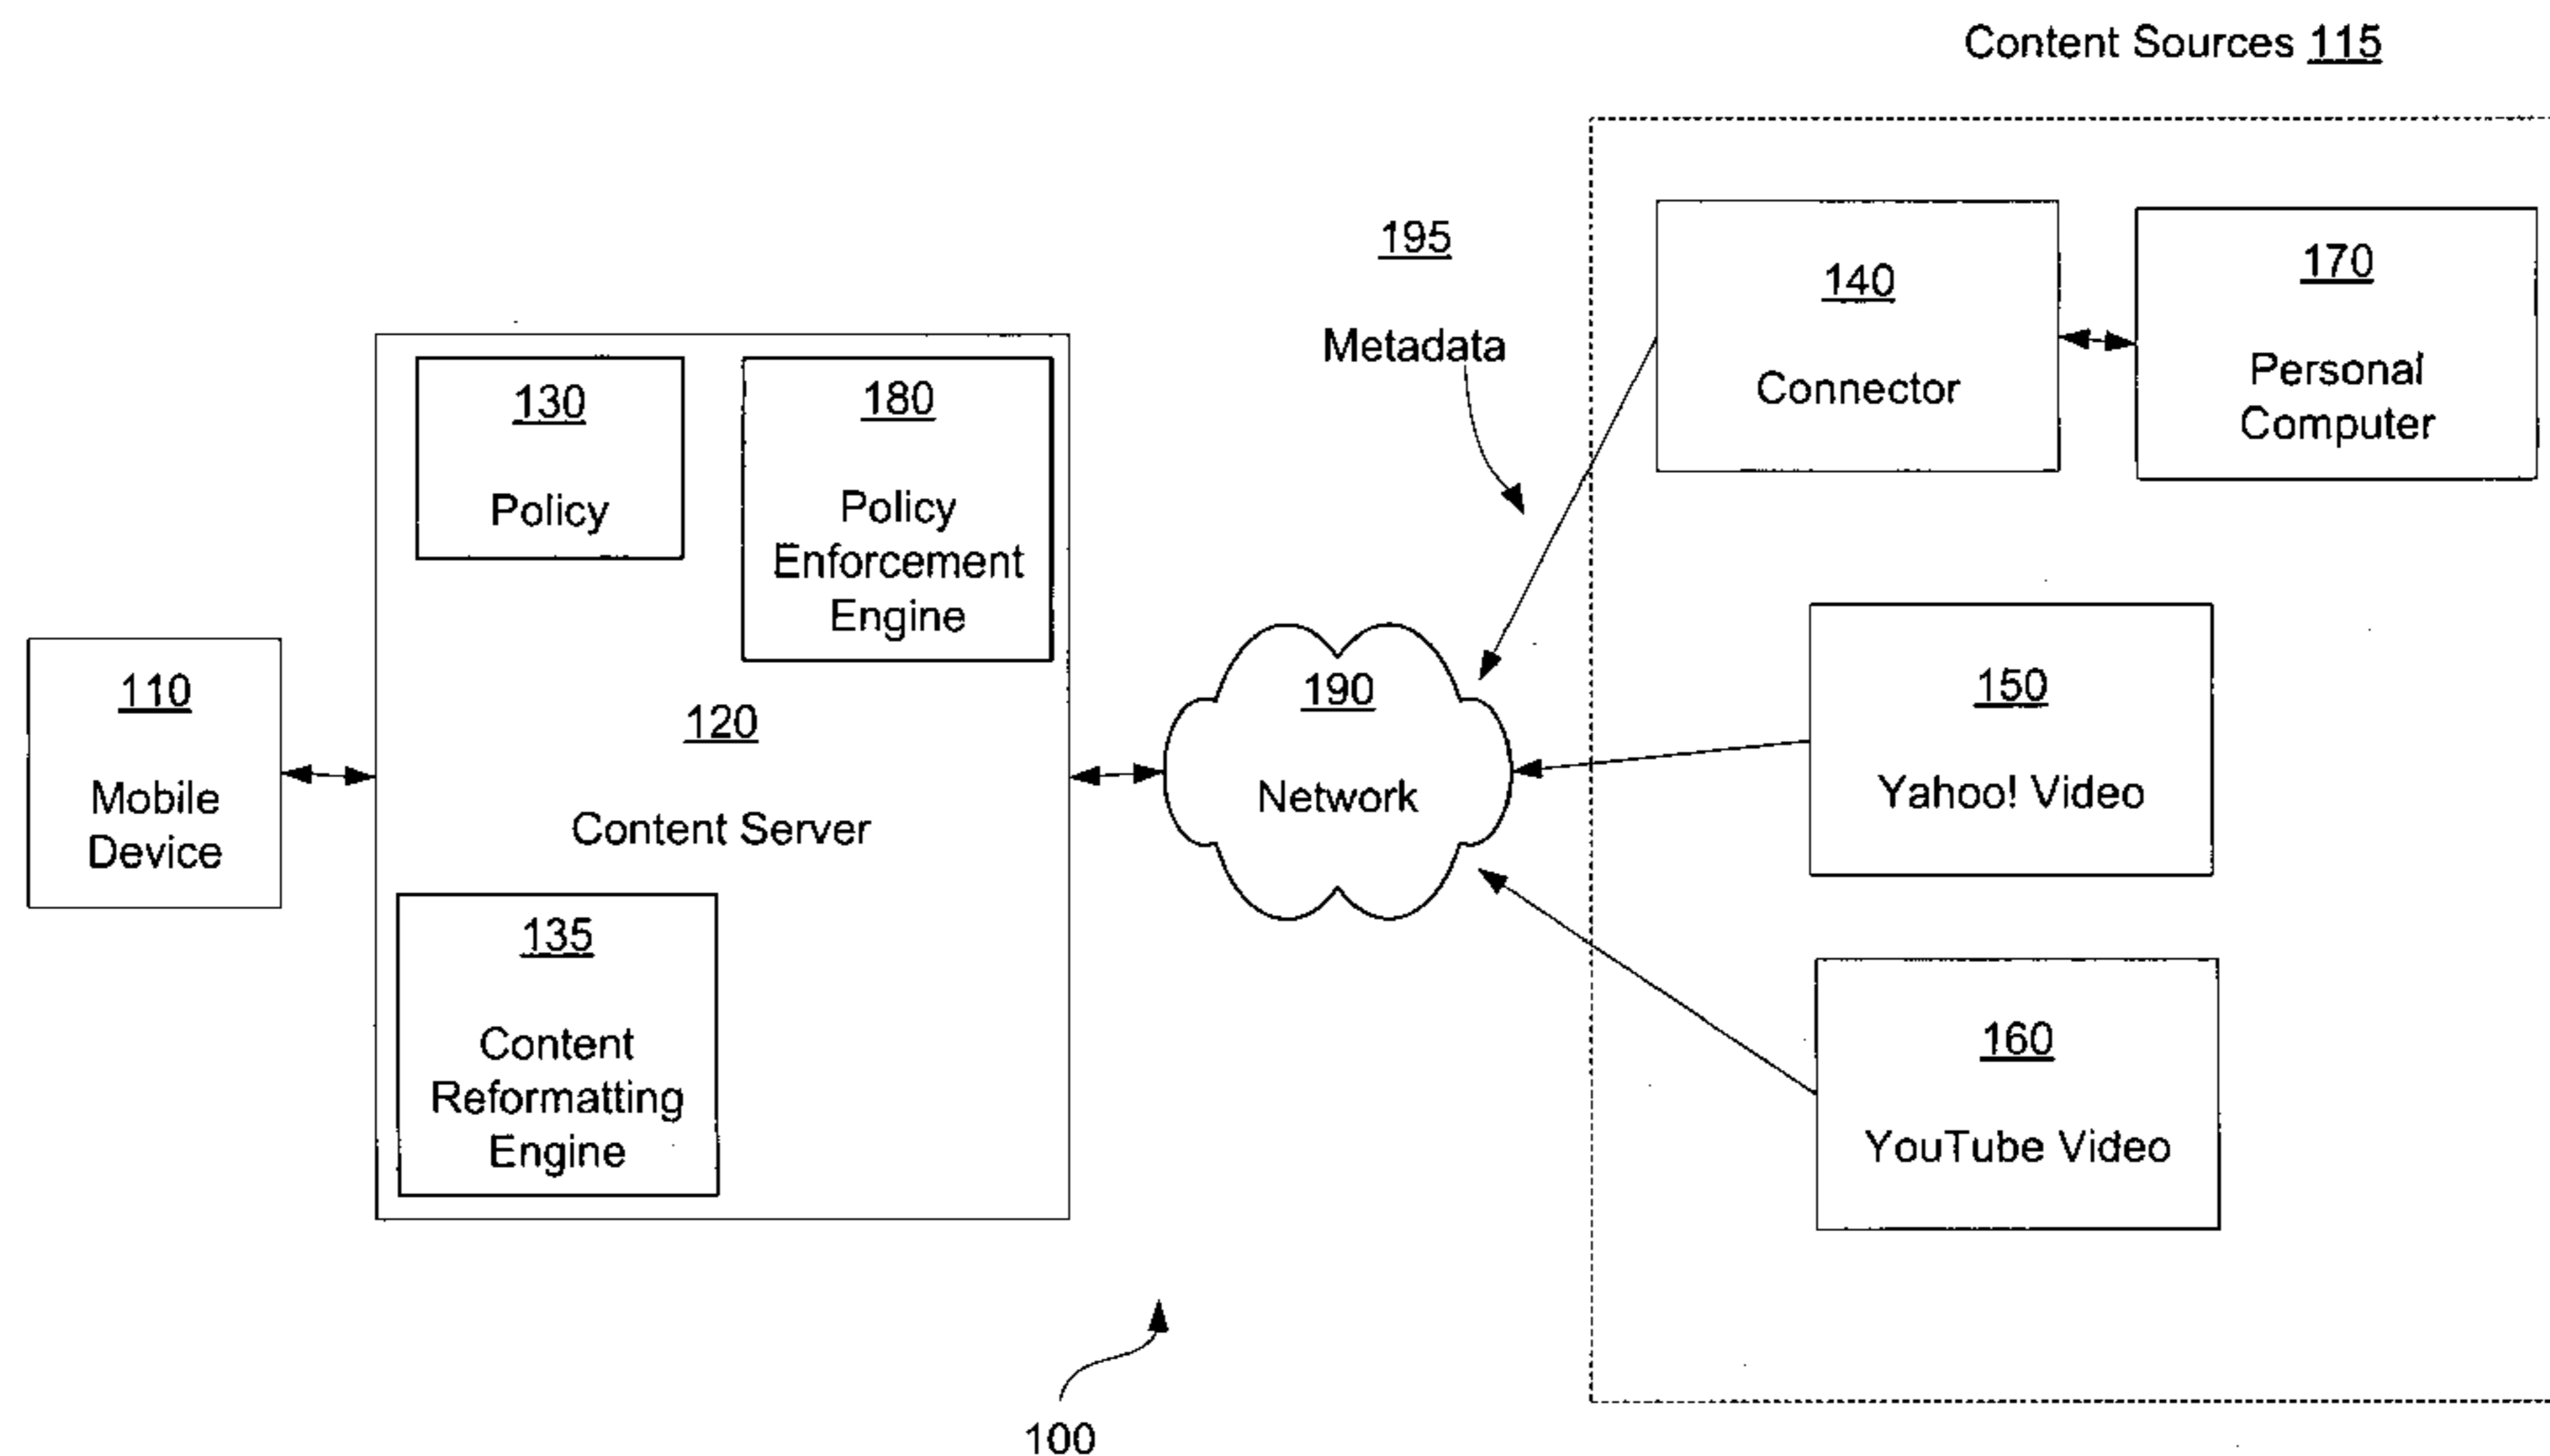 Content Sources 115
195
Metadata
140
Connector
170
Personal
Computer
130
Policy
180
Policy
Enforcement
Engine
110
Mobile
Device
120
Content Server
190
Network
150
Yahoo! Video
135
Content
Reformatting
Engine
160
YouTube Video
100